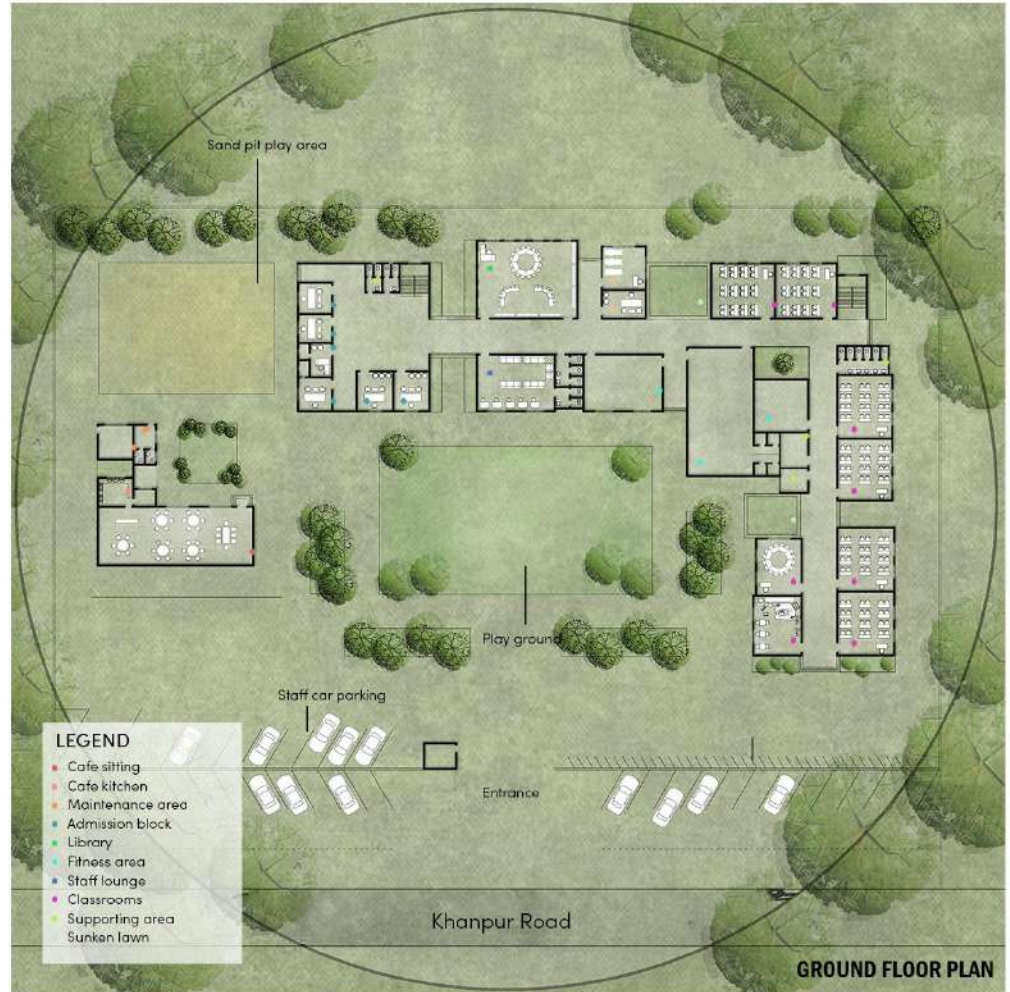 Sand pit play area
Play ground
Staff car parking
LEGEND
Cafe sitting
Cafe kitchen
Maintenance area
Admission block
Library
Fitness area
Staff lounge
Classrooms
Supporting area
Sunken lawn
Entrance
Khanpur Road
GROUND FLOOR PLAN